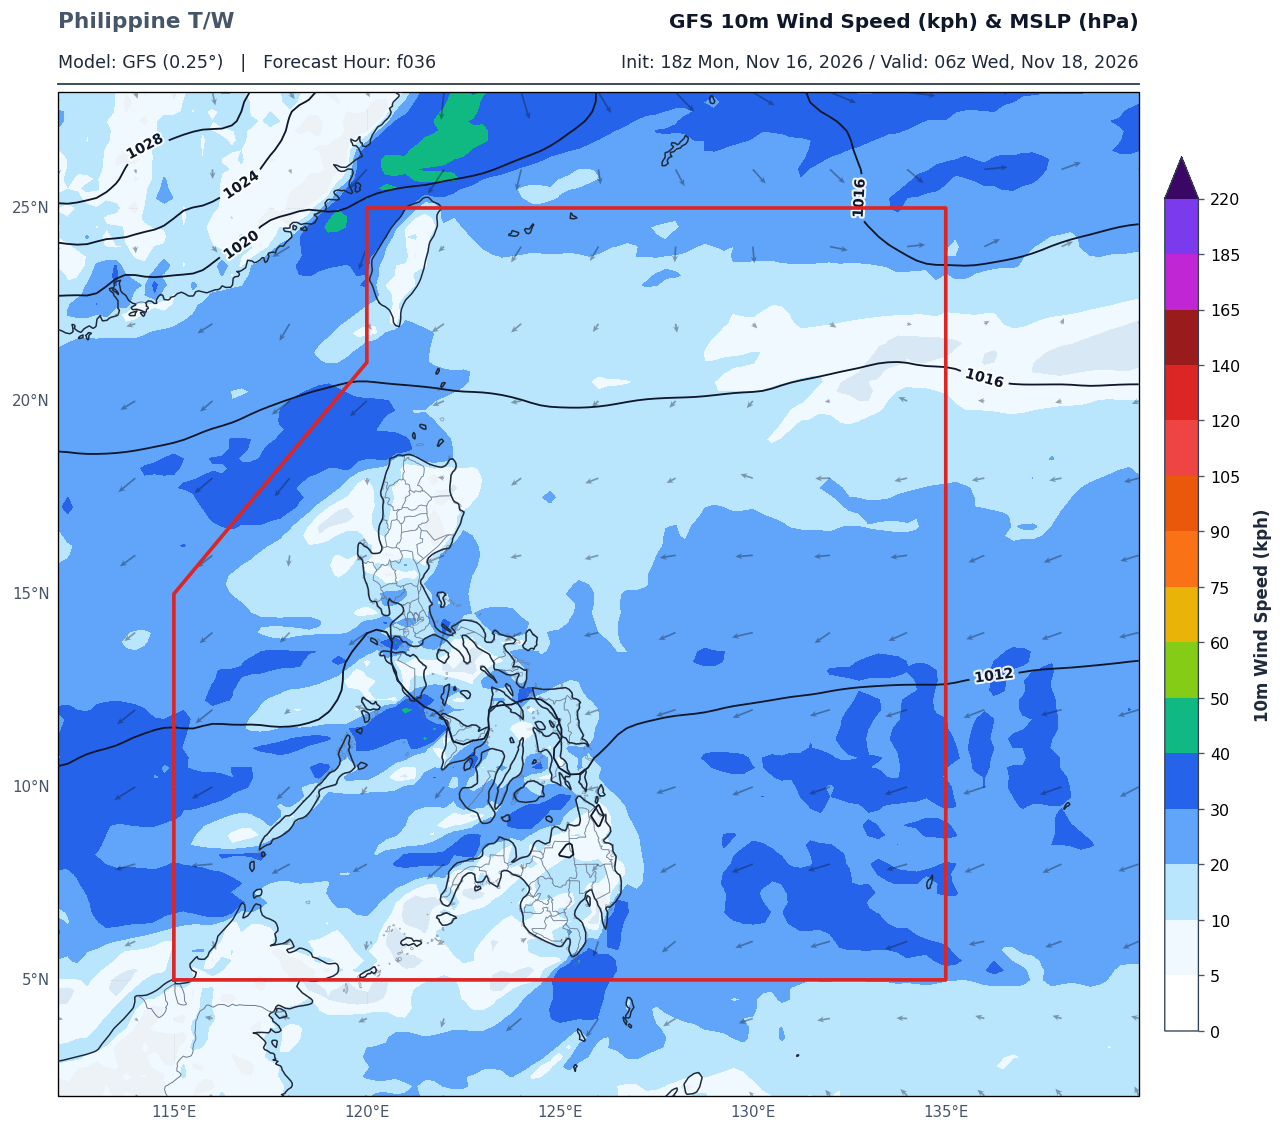 Philippine T/W
GFS 10m Wind Speed (kph) & MSLP (hPa)
Model: GFS (0.25°) | Forecast Hour: f036
Init: 18z Mon, Nov 16, 2026 / Valid: 06z Wed, Nov 18, 2026
1028
1024
1020
1016
1016
1012
25°N
20°N
15°N
10°N
5°N
115°E
120°E
125°E
130°E
135°E
220
185
165
140
120
105
90
75
60
50
40
30
20
10
5
0
10m Wind Speed (kph)